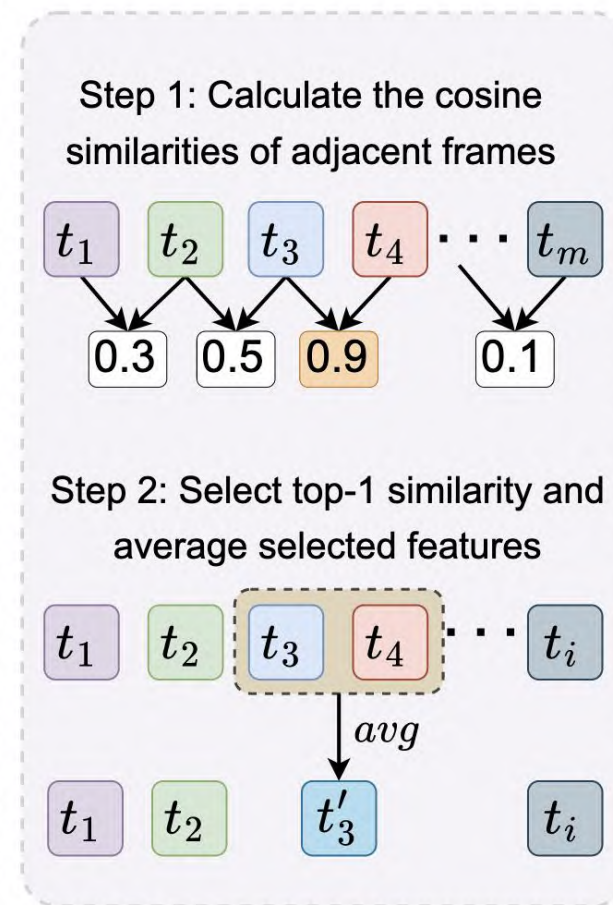 Step 1: Calculate the cosine
similarities of adjacent frames
t₁ t₂ t₃ t₄ ··· tₘ
0.3 0.5 0.9 0.1
Step 2: Select top-1 similarity and
average selected features
t₁ t₂ t₃ t₄ ··· tᵢ
avg
t₁ t₂ t₃′ tᵢ